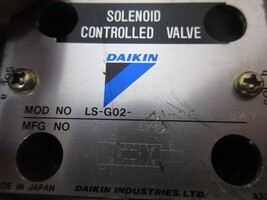 SOLENOID
CONTROLLED VALVE
DAIKIN
MOD NO LS-G02-
MFG NO
DE IN JAPAN DAIKIN INDUSTRIES, LTD.